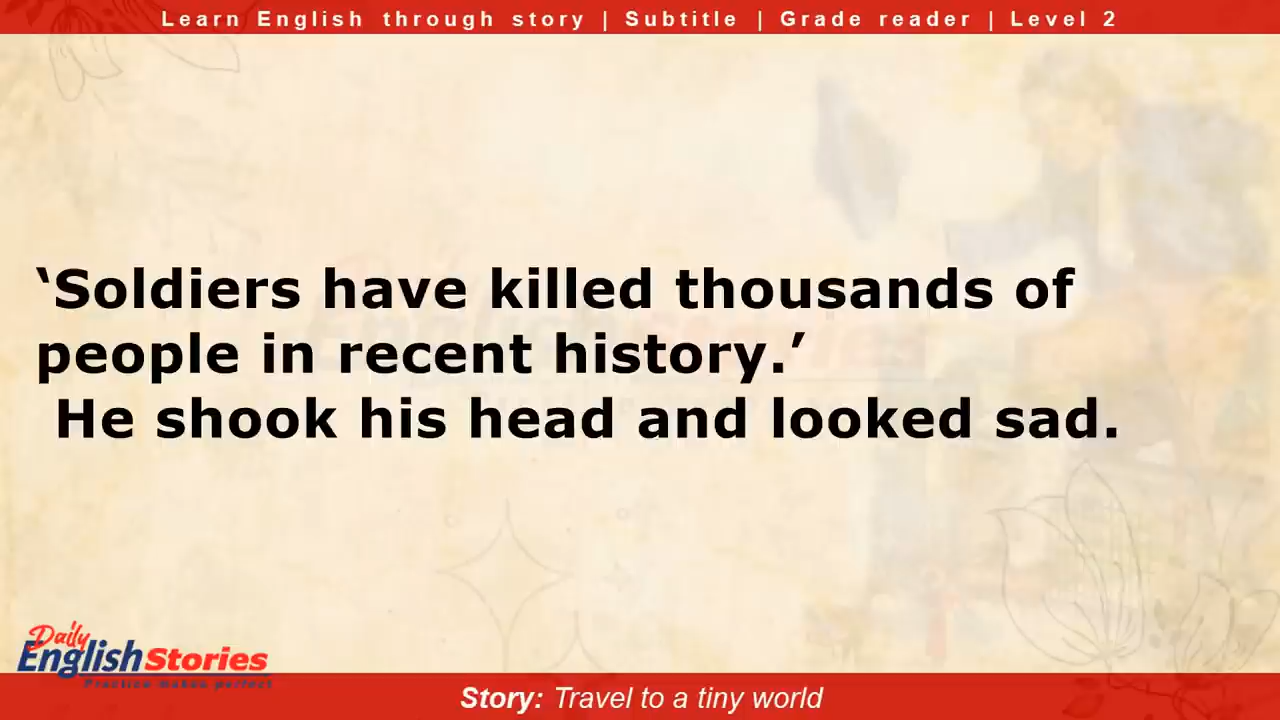 Learn English through story | Subtitle | Grade reader | Level 2
‘Soldiers have killed thousands of
people in recent history.’
He shook his head and looked sad.
Daily
English Stories
Practice makes perfect
Story: Travel to a tiny world